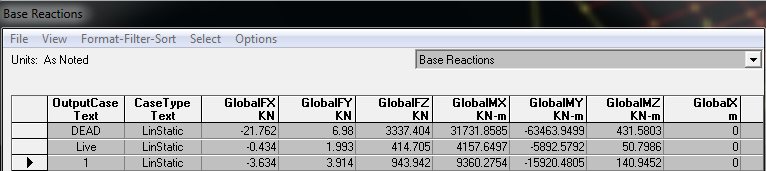 Base Reactions
File View Format-Filter-Sort Select Options
Units: As Noted Base Reactions
OutputCase CaseType GlobalFX GlobalFY GlobalFZ GlobalMX GlobalMY GlobalMZ GlobalX
Text Text KN KN KN KN-m KN-m KN-m m
DEAD LinStatic -21.762 6.98 3337.404 31731.8585 -63463.9499 431.5803 0
Live LinStatic -0.434 1.993 414.705 4157.6497 -5892.5792 50.7986 0
1 LinStatic -3.634 3.914 943.942 9360.2754 -15920.4805 140.9452 0